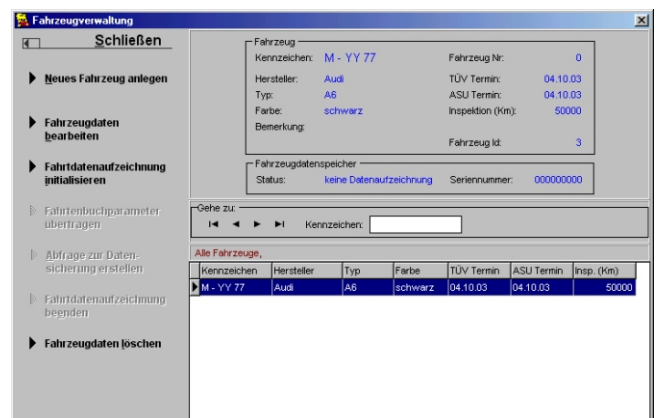 Fahrzeugverwaltung
Schließen
Neues Fahrzeug anlegen
Fahrzeugdaten
bearbeiten
Fahrtdatenaufzeichnung
initialisieren
Fahrtenbuchparameter
übertragen
Abfrage zur Daten-
sicherung erstellen
Fahrtdatenaufzeichnung
beenden
Fahrzeugdaten löschen
Fahrzeug
Kennzeichen: M - YY 77 Fahrzeug Nr: 0
Hersteller: Audi TÜV Termin: 04.10.03
Typ: A6 ASU Termin: 04.10.03
Farbe: schwarz Inspektion (Km): 50000
Bemerkung:
Fahrzeug Id: 3
Fahrzeugdatenspeicher
Status: keine Datenaufzeichnung Seriennummer: 000000000
Gehe zu:
Kennzeichen:
Alle Fahrzeuge,
Kennzeichen Hersteller Typ Farbe TÜV Termin ASU Termin Insp. (Km)
M - YY 77 Audi A6 schwarz 04.10.03 04.10.03 50000